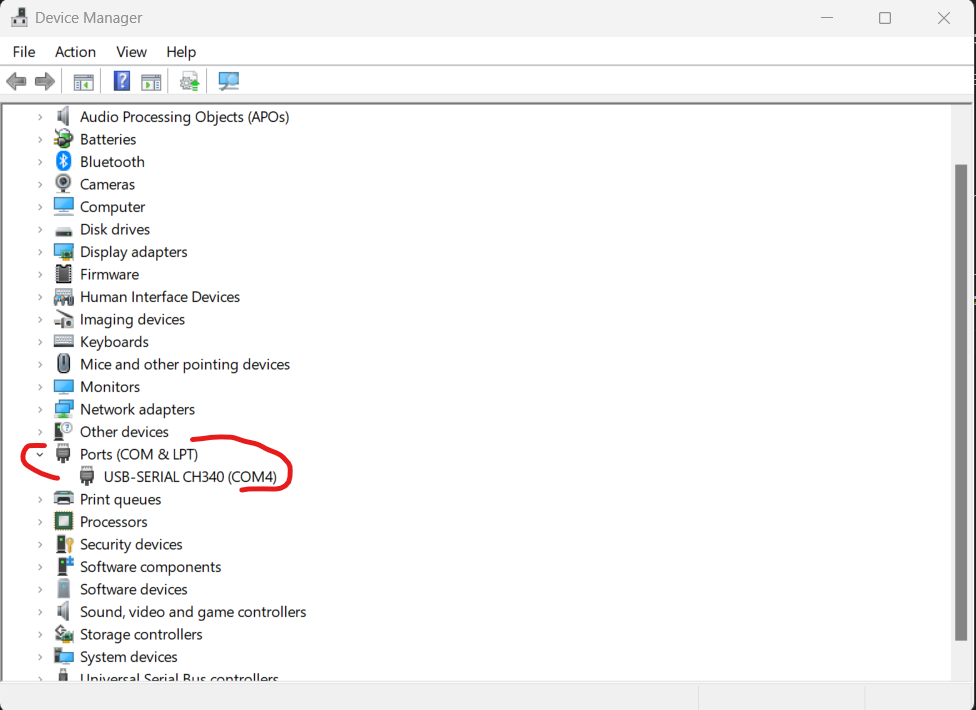 Device Manager
File Action View Help
Audio Processing Objects (APOs)
Batteries
Bluetooth
Cameras
Computer
Disk drives
Display adapters
Firmware
Human Interface Devices
Imaging devices
Keyboards
Mice and other pointing devices
Monitors
Network adapters
Other devices
Ports (COM & LPT)
USB-SERIAL CH340 (COM4)
Print queues
Processors
Security devices
Software components
Software devices
Sound, video and game controllers
Storage controllers
System devices
Universal Serial Bus controllers